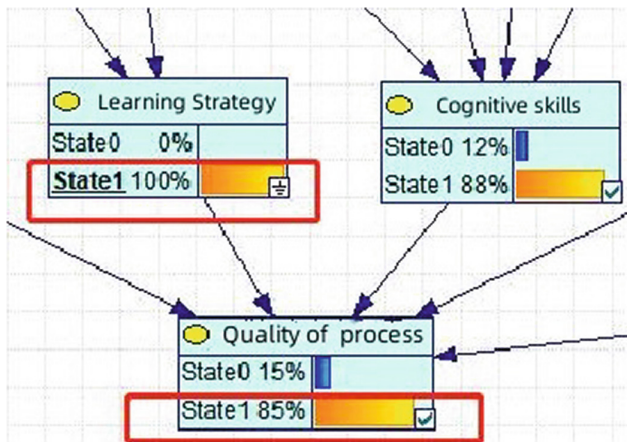 Learning Strategy
State0 0%
State1 100%
Cognitive skills
State0 12%
State1 88%
Quality of process
State0 15%
State1 85%